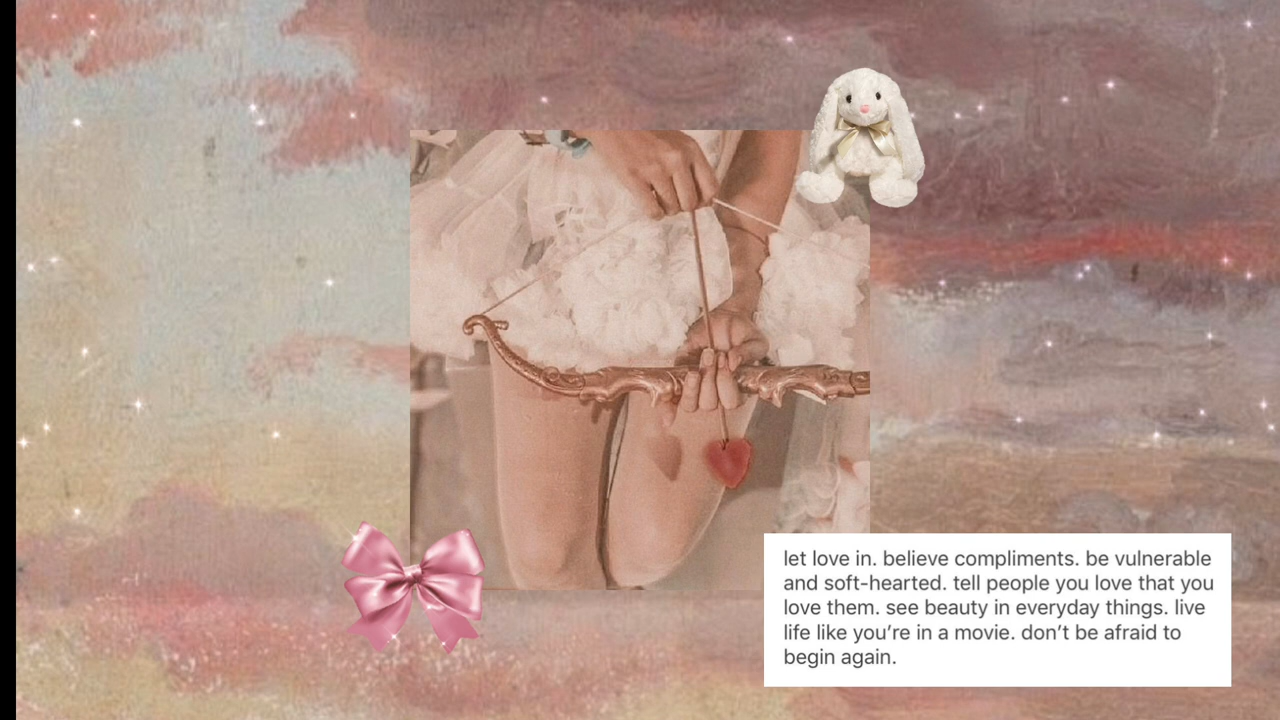 let love in. believe compliments. be vulnerable
and soft-hearted. tell people you love that you
love them. see beauty in everyday things. live
life like you’re in a movie. don’t be afraid to
begin again.